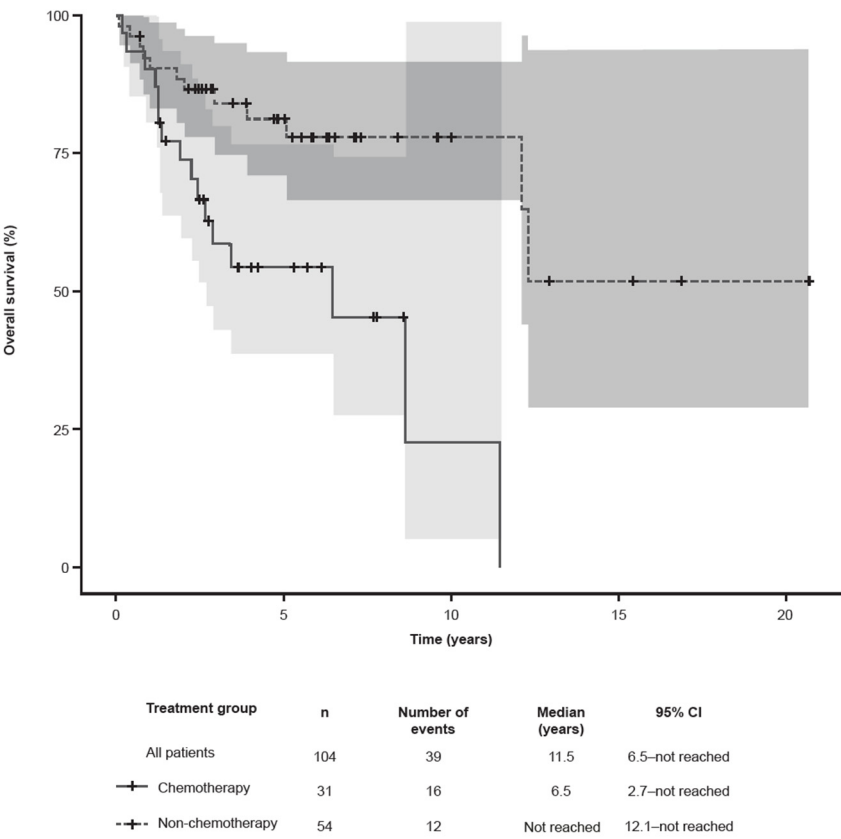 100
75
50
25
0
Overall survival (%)
0 5 10 15 20
Time (years)
Treatment group n Number of events Median (years) 95% CI
All patients 104 39 11.5 6.5–not reached
Chemotherapy 31 16 6.5 2.7–not reached
Non-chemotherapy 54 12 Not reached 12.1–not reached